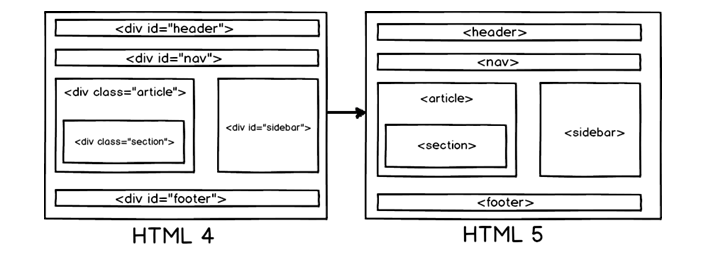 <div id="header">
<div id="nav">
<div class="article">
<div class="section">
<div id="sidebar">
<div id="footer">
HTML 4
<header>
<nav>
<article>
<section>
<sidebar>
<footer>
HTML 5